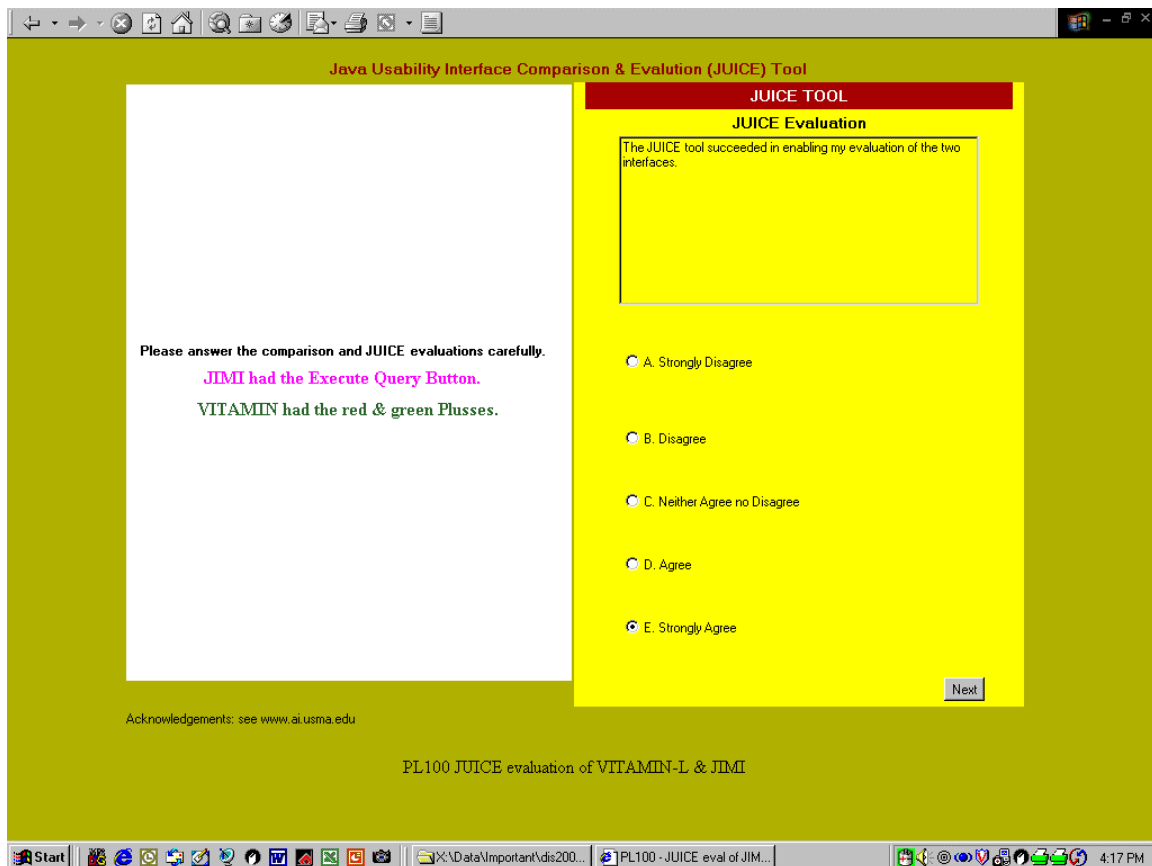 Java Usability Interface Comparison & Evalution (JUICE) Tool
JUICE TOOL
JUICE Evaluation
The JUICE tool succeeded in enabling my evaluation of the two
interfaces.
Please answer the comparison and JUICE evaluations carefully.
JIMI had the Execute Query Button.
VITAMIN had the red & green Plusses.
A. Strongly Disagree
B. Disagree
C. Neither Agree no Disagree
D. Agree
E. Strongly Agree
Next
Acknowledgements: see www.ai.usma.edu
PL100 JUICE evaluation of VITAMIN-L & JIMI
Start
X:\Data\Important\dis200...
PL100 - JUICE eval of JIM...
4:17 PM